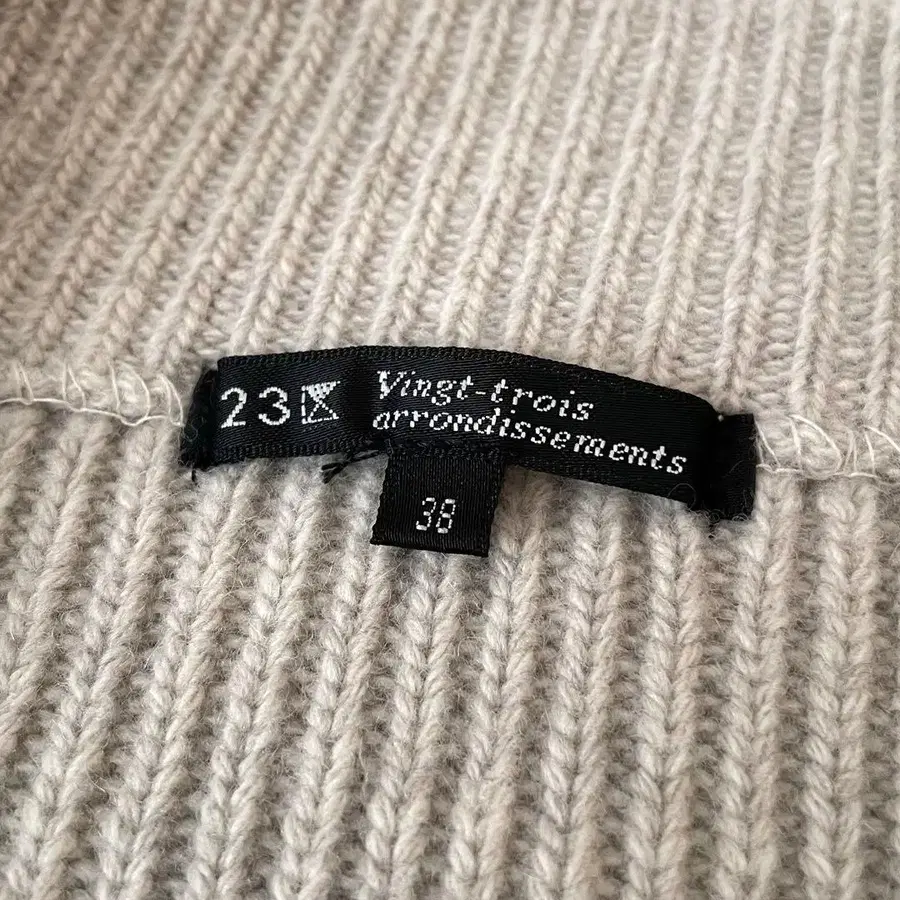 23区
Vingt-trois
arrondissements
38